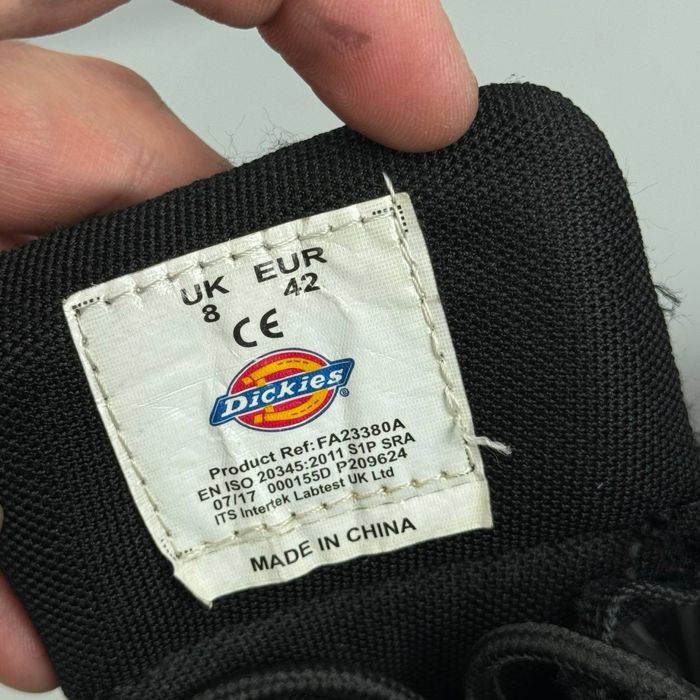 UK EUR
8 42
CE
Dickies®
Product Ref:FA23380A
EN ISO 20345:2011 S1P SRA
07/17 000155D P209624
ITS Intertek Labtest UK Ltd
MADE IN CHINA